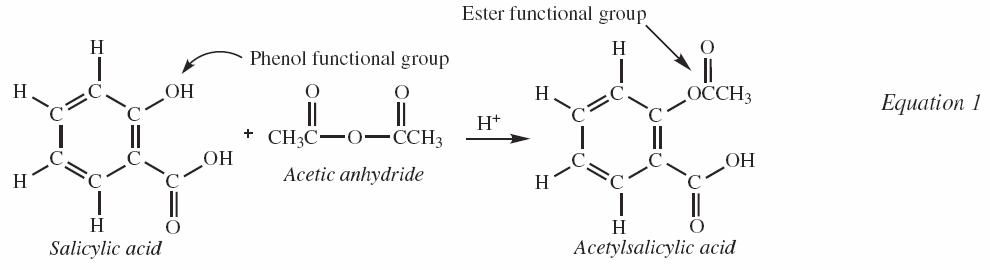 Ester functional group
Phenol functional group
H
H
OH
C
C
C
C
C
C
H
H
C
OH
O
Salicylic acid
+
O
O
CH3C—O—CCH3
Acetic anhydride
H+
H
H
O
OCCH3
C
C
C
C
C
C
H
H
C
OH
O
Acetylsalicylic acid
Equation 1